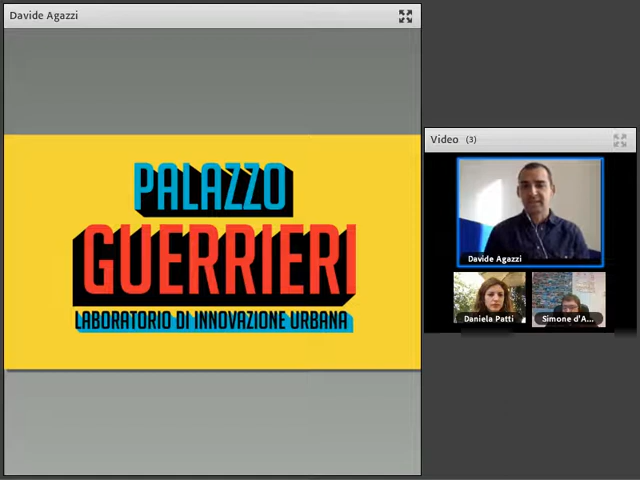 Davide Agazzi
PALAZZO
GUERRIERI
LABORATORIO DI INNOVAZIONE URBANA
Video (3)
Davide Agazzi
Daniela Patti
Simone d'A...